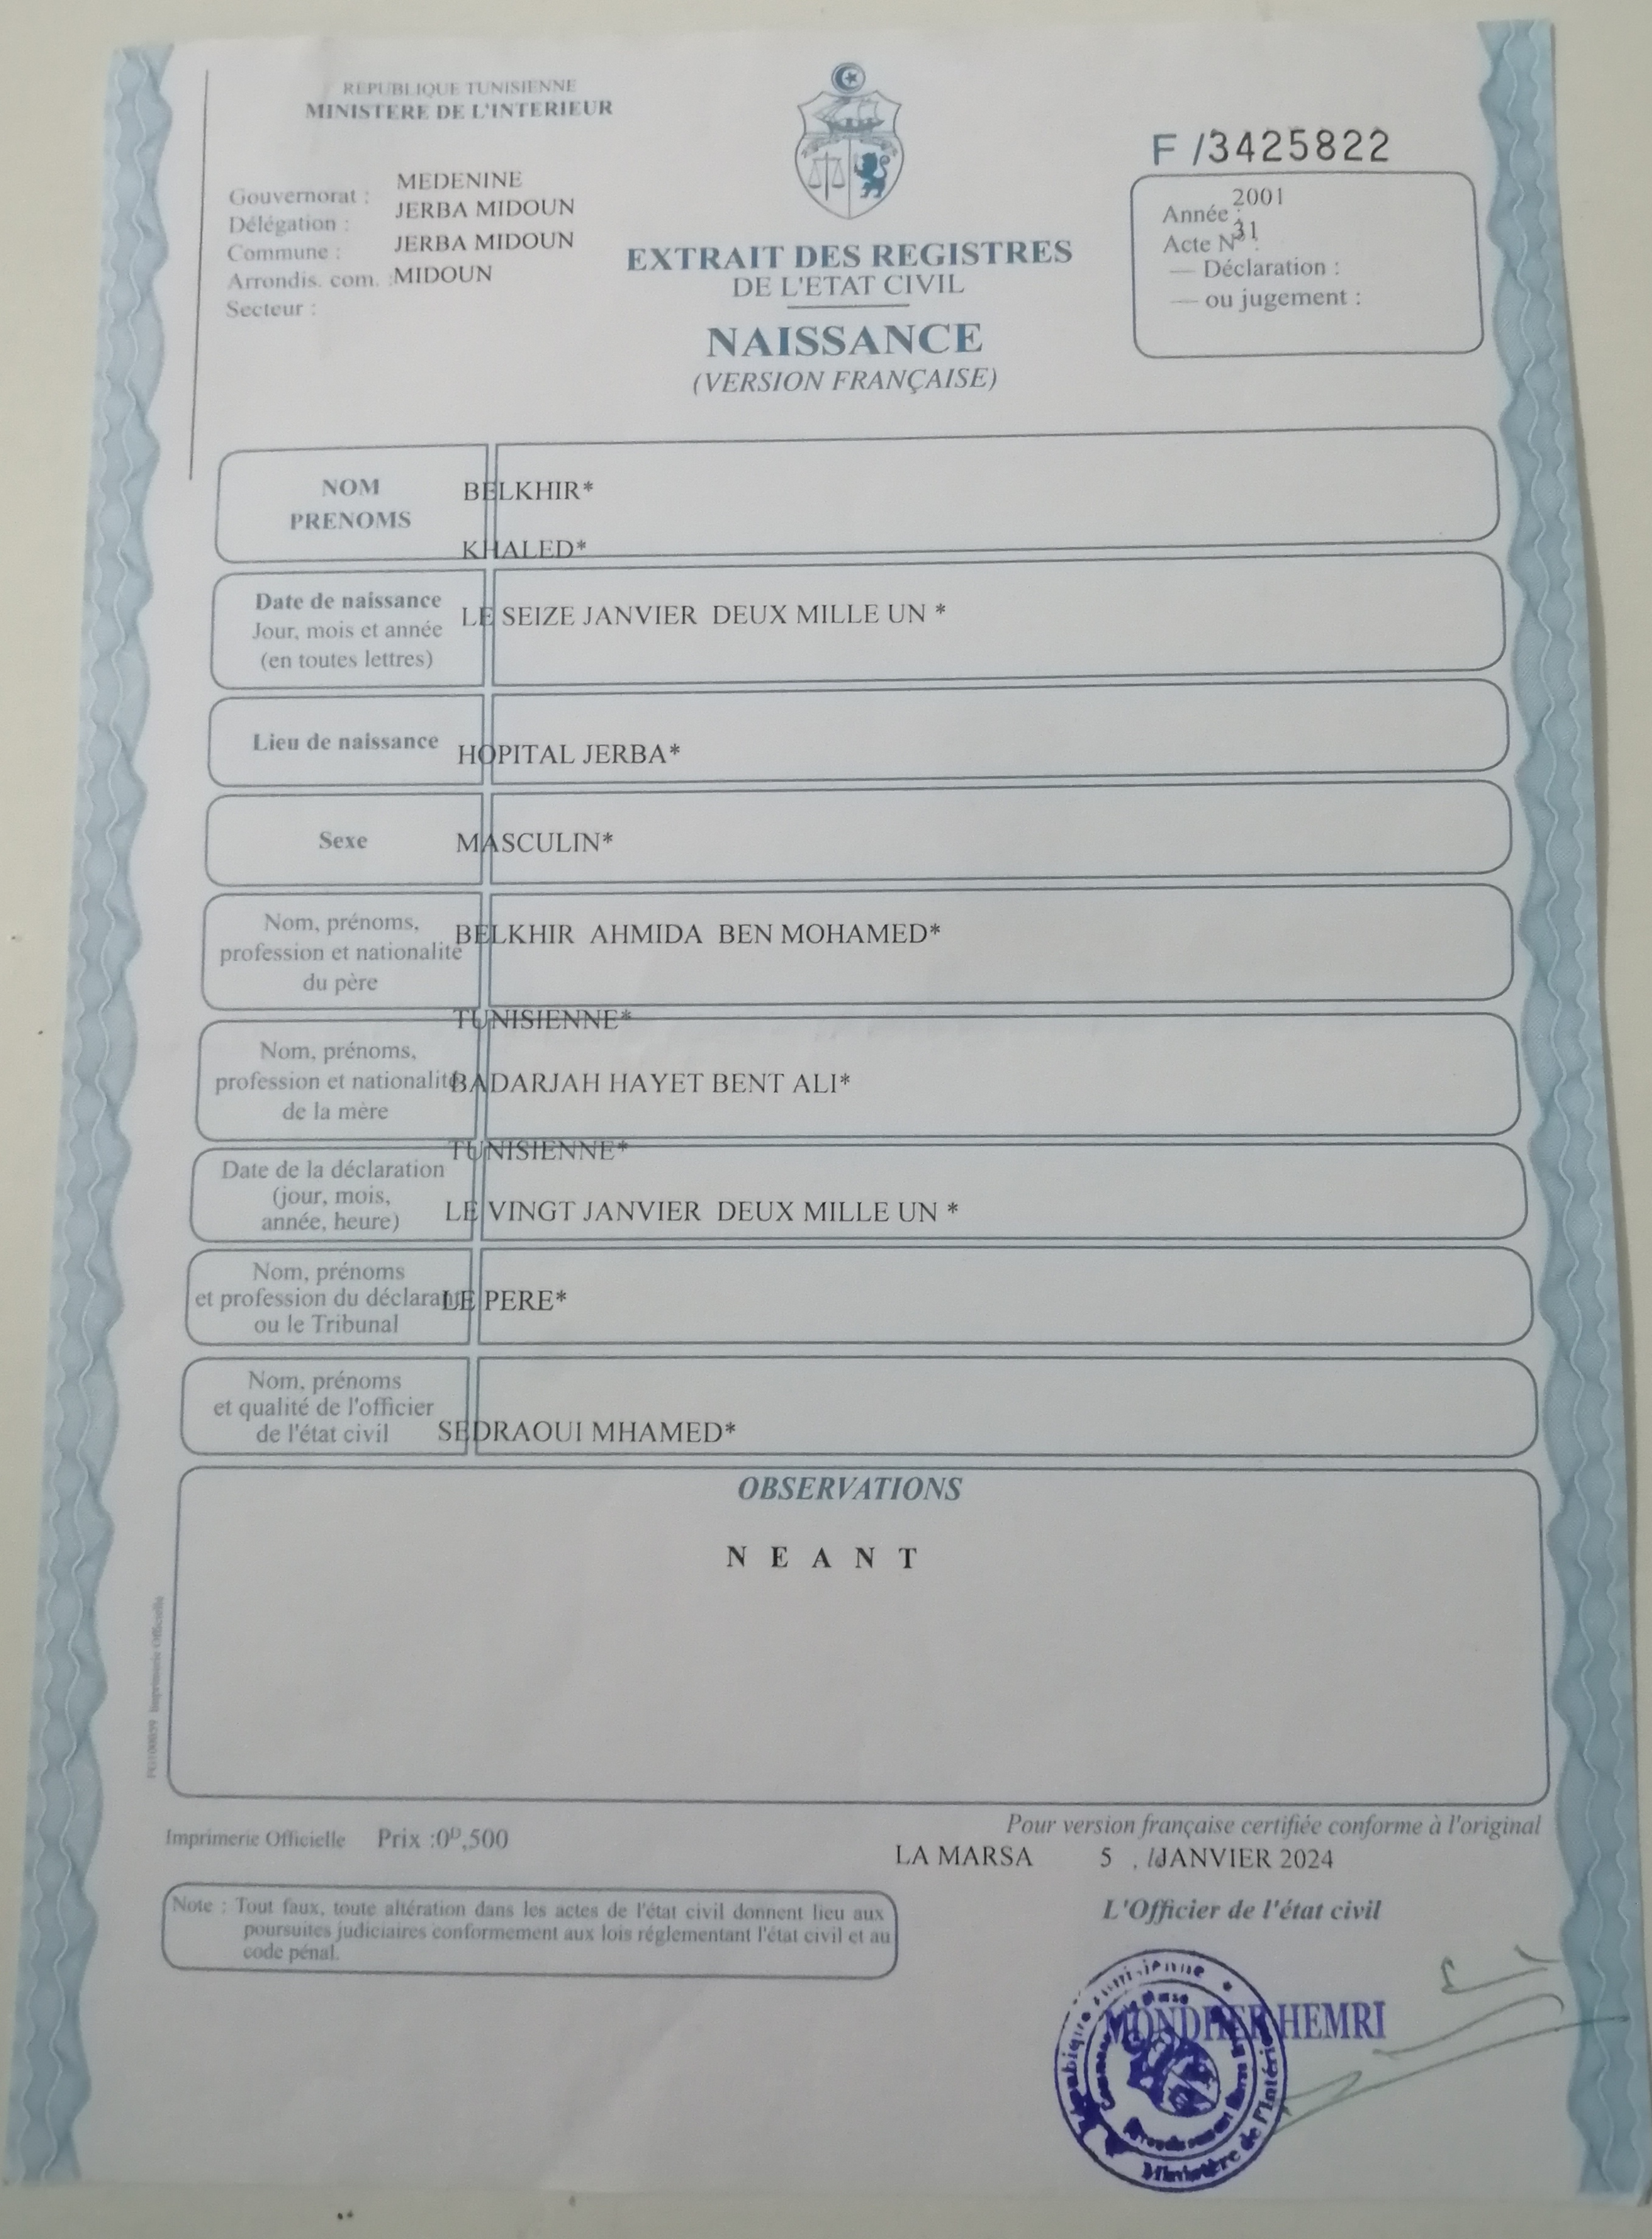 REPUBLIQUE TUNISIENNE
MINISTERE DE L'INTERIEUR
Gouvernorat : MEDENINE
Délégation : JERBA MIDOUN
Commune : JERBA MIDOUN
Arrondis. com. : MIDOUN
Secteur :
EXTRAIT DES REGISTRES
DE L'ETAT CIVIL
NAISSANCE
(VERSION FRANÇAISE)
F /3425822
Année : 2001
Acte N° : 31
— Déclaration :
— ou jugement :
NOM BELKHIR*
PRENOMS KHALED*
Date de naissance
Jour, mois et année
(en toutes lettres)
LE SEIZE JANVIER DEUX MILLE UN *
Lieu de naissance HOPITAL JERBA*
Sexe MASCULIN*
Nom, prénoms,
profession et nationalité
du père
BELKHIR AHMIDA BEN MOHAMED*
TUNISIENNE*
Nom, prénoms,
profession et nationalité
de la mère
BADARJAH HAYET BENT ALI*
TUNISIENNE*
Date de la déclaration
(jour, mois,
année, heure)
LE VINGT JANVIER DEUX MILLE UN *
Nom, prénoms
et profession du déclarant
ou le Tribunal
LE PERE*
Nom, prénoms
et qualité de l'officier
de l'état civil
SEDRAOUI MHAMED*
OBSERVATIONS
N E A N T
Imprimerie Officielle
Imprimerie Officielle Prix :0ᴰ,500
Pour version française certifiée conforme à l'original
LA MARSA 5 JANVIER 2024
Note : Tout faux, toute altération dans les actes de l'état civil donnent lieu aux
poursuites judiciaires conformement aux lois réglementant l'état civil et au
code pénal.
L'Officier de l'état civil
MONDHER HEMRI
Ministère de l'Intérieur